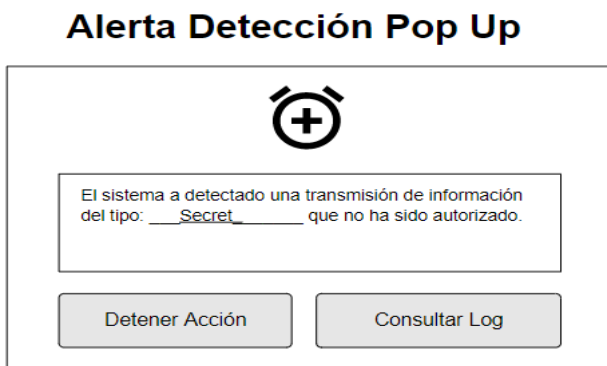 Alerta Detección Pop Up
El sistema a detectado una transmisión de información
del tipo: ___Secret_______ que no ha sido autorizado.
Detener Acción
Consultar Log